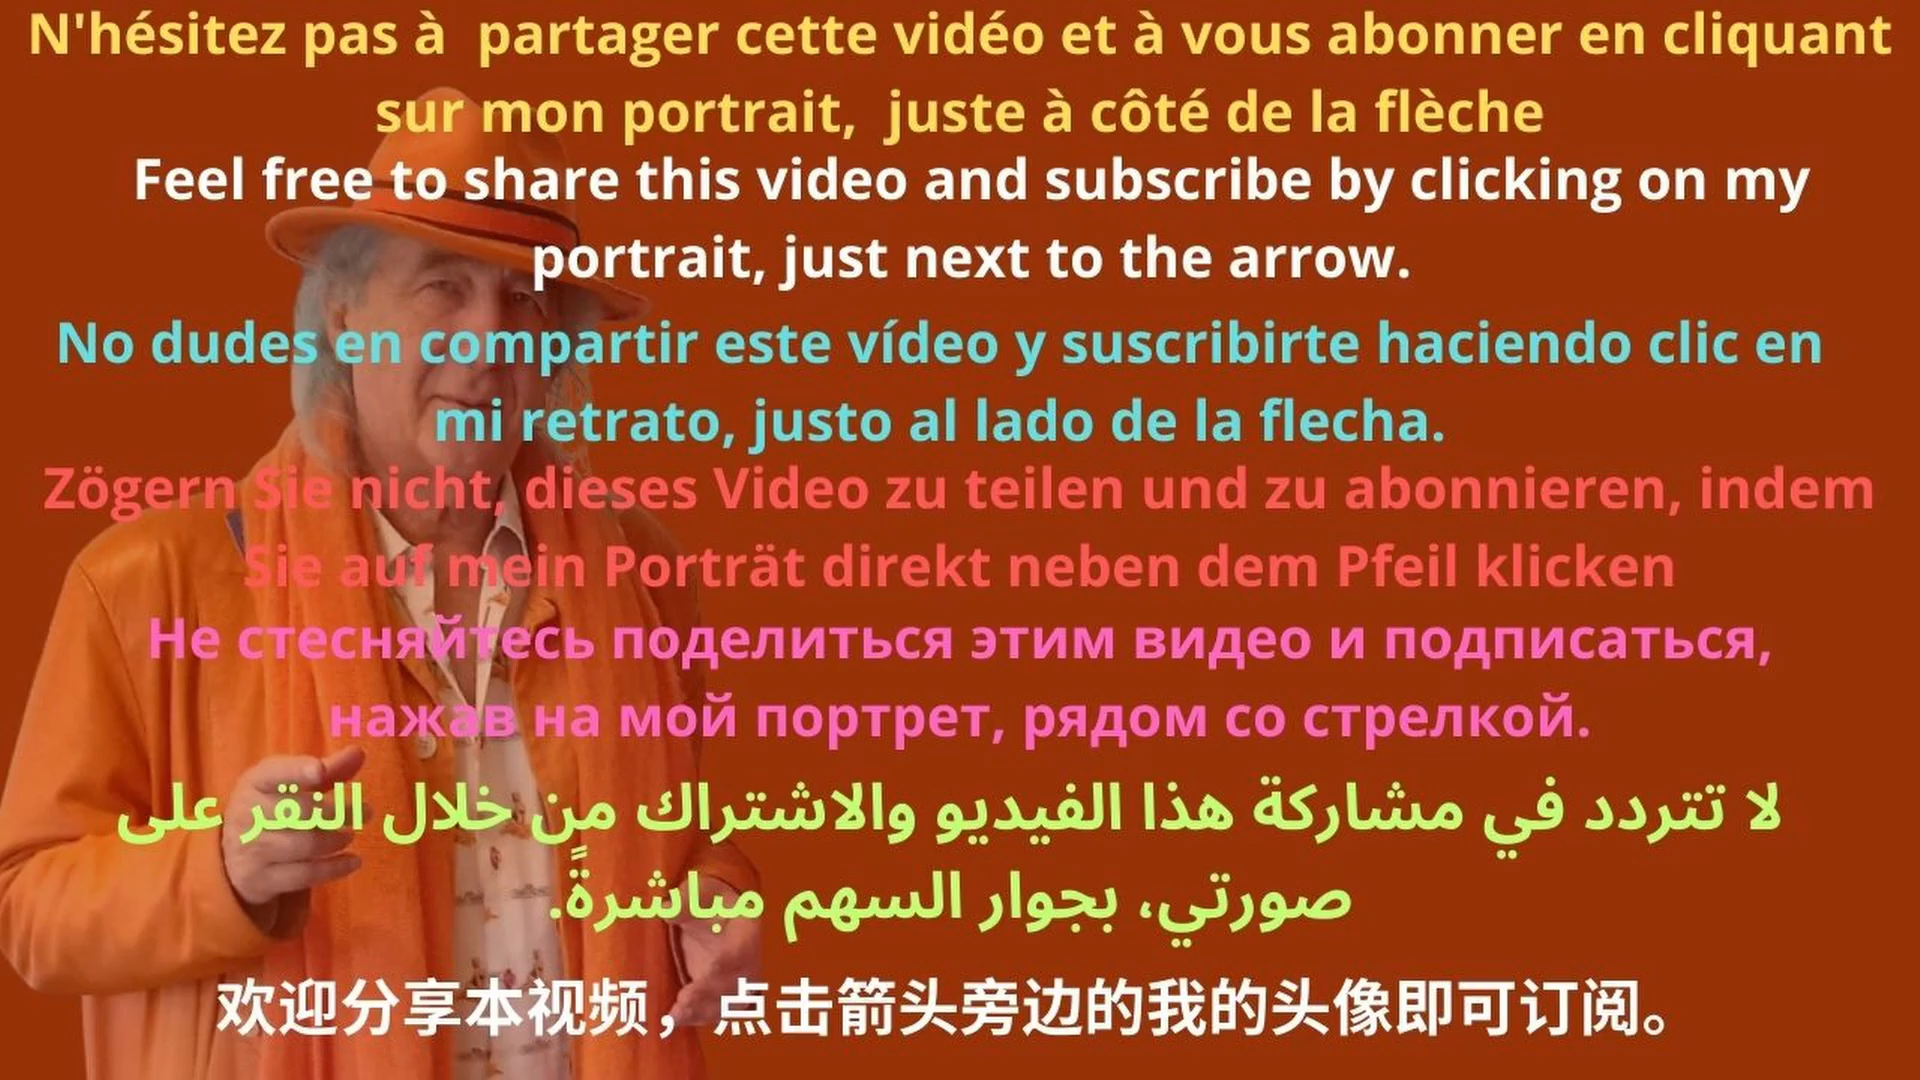 N'hésitez pas à  partager cette vidéo et à vous abonner en cliquant
sur mon portrait,  juste à côté de la flèche
Feel free to share this video and subscribe by clicking on my
portrait, just next to the arrow.
No dudes en compartir este vídeo y suscribirte haciendo clic en
mi retrato, justo al lado de la flecha.
Zögern Sie nicht, dieses Video zu teilen und zu abonnieren, indem
Sie auf mein Porträt direkt neben dem Pfeil klicken
Не стесняйтесь поделиться этим видео и подписаться,
нажав на мой портрет, рядом со стрелкой.
لا تتردد في مشاركة هذا الفيديو والاشتراك من خلال النقر على
صورتي، بجوار السهم مباشرةً.
欢迎分享本视频，点击箭头旁边的我的头像即可订阅。